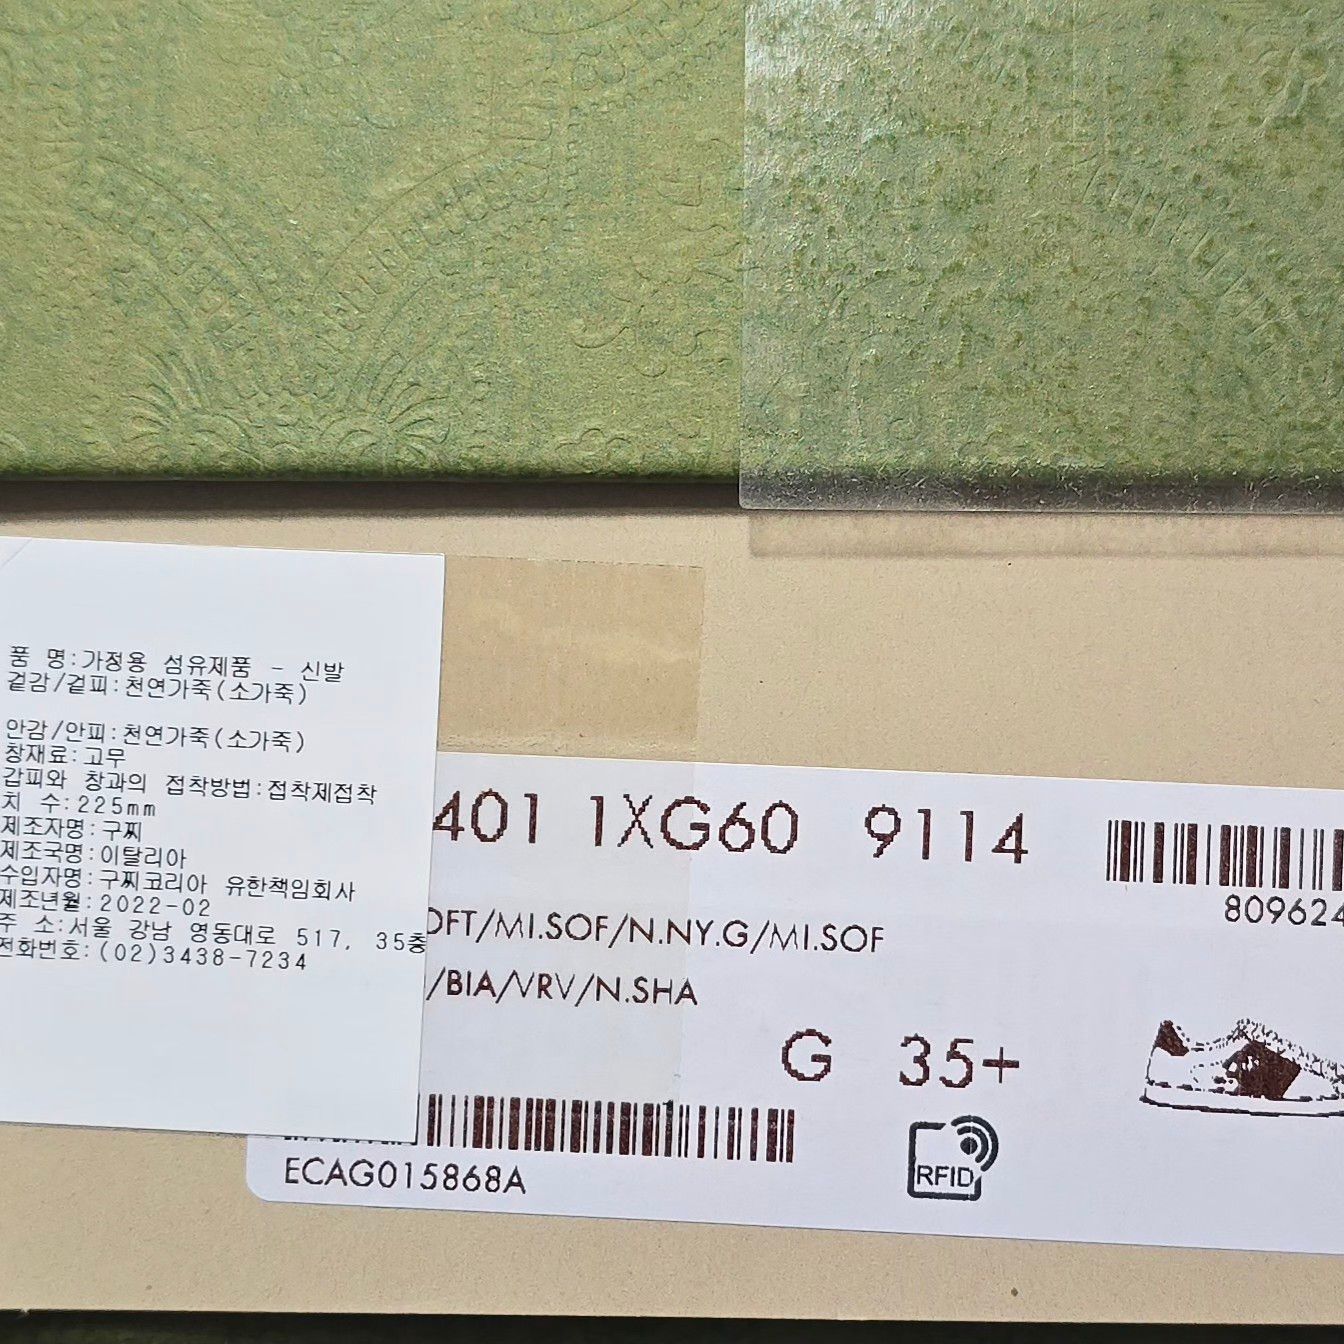 품 명:가정용 섬유제품 - 신발
겉감/겉피:천연가죽(소가죽)
안감/안피:천연가죽(소가죽)
창재료:고무
갑피와 창과의 접착방법:접착제접착
치 수:225mm
제조자명:구찌
제조국명:이탈리아
수입자명:구찌코리아 유한책임회사
제조년월:2022-02
주 소:서울 강남 영동대로 517, 35층
전화번호:(02)3438-7234
401 1XG60 9114
809624
OFT/MI.SOF/N.NY.G/MI.SOF
/BIA/VRV/N.SHA
G 35+
RFID
ECAG015868A